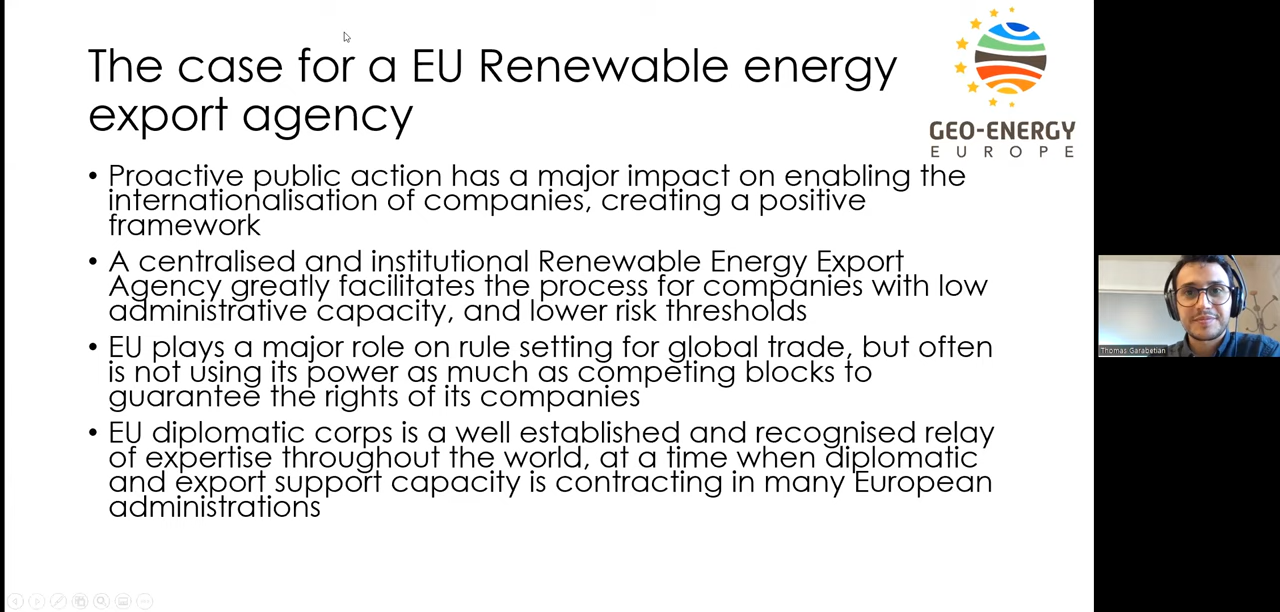 The case for a EU Renewable energy
export agency
GEO-ENERGY
EUROPE
• Proactive public action has a major impact on enabling the
internationalisation of companies, creating a positive
framework
• A centralised and institutional Renewable Energy Export
Agency greatly facilitates the process for companies with low
administrative capacity, and lower risk thresholds
• EU plays a major role on rule setting for global trade, but often
is not using its power as much as competing blocks to
guarantee the rights of its companies
• EU diplomatic corps is a well established and recognised relay
of expertise throughout the world, at a time when diplomatic
and export support capacity is contracting in many European
administrations
Thomas Garabetian